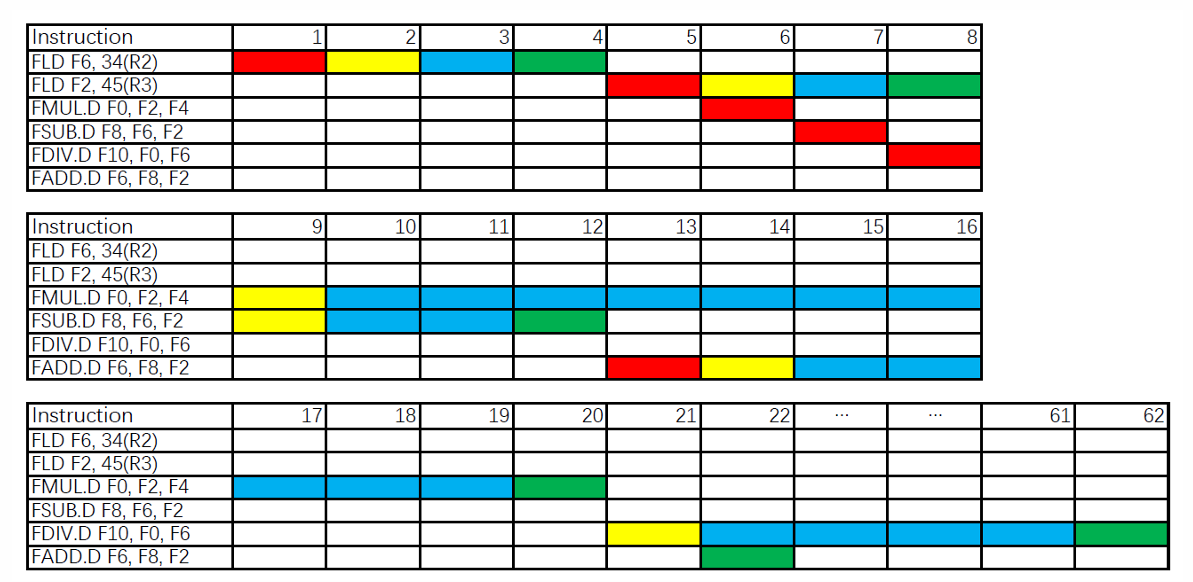 Instruction 1 2 3 4 5 6 7 8
FLD F6, 34(R2)
FLD F2, 45(R3)
FMUL.D F0, F2, F4
FSUB.D F8, F6, F2
FDIV.D F10, F0, F6
FADD.D F6, F8, F2
Instruction 9 10 11 12 13 14 15 16
FLD F6, 34(R2)
FLD F2, 45(R3)
FMUL.D F0, F2, F4
FSUB.D F8, F6, F2
FDIV.D F10, F0, F6
FADD.D F6, F8, F2
Instruction 17 18 19 20 21 22 ... ... 61 62
FLD F6, 34(R2)
FLD F2, 45(R3)
FMUL.D F0, F2, F4
FSUB.D F8, F6, F2
FDIV.D F10, F0, F6
FADD.D F6, F8, F2